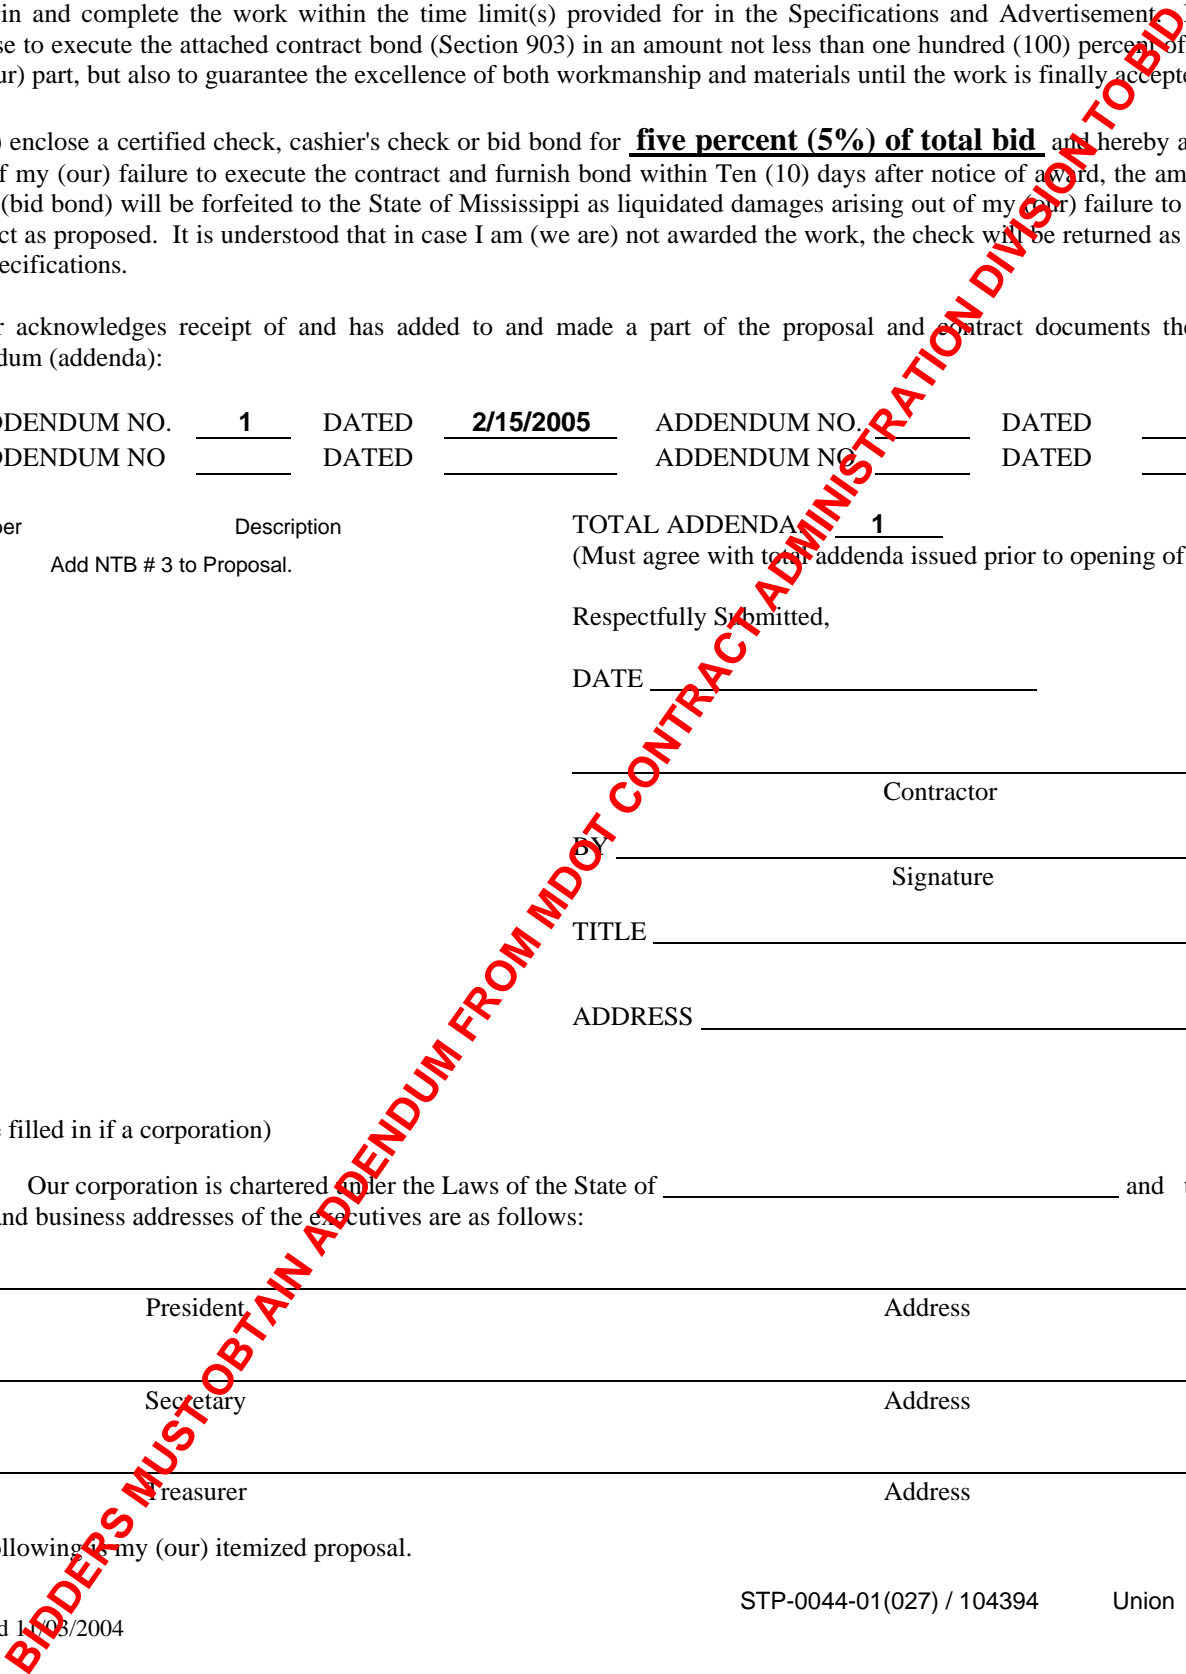 in and complete the work within the time limit(s) provided for in the Specifications and Advertisement.
se to execute the attached contract bond (Section 903) in an amount not less than one hundred (100) percent of
ur) part, but also to guarantee the excellence of both workmanship and materials until the work is finally accepte
) enclose a certified check, cashier's check or bid bond for five percent (5%) of total bid and hereby a
f my (our) failure to execute the contract and furnish bond within Ten (10) days after notice of award, the am
(bid bond) will be forfeited to the State of Mississippi as liquidated damages arising out of my (our) failure to
ct as proposed. It is understood that in case I am (we are) not awarded the work, the check will be returned as
ecifications.
r acknowledges receipt of and has added to and made a part of the proposal and contract documents the
dum (addenda):
DDENDUM NO. 1 DATED 2/15/2005 ADDENDUM NO. DATED
DDENDUM NO DATED ADDENDUM NO DATED
ber Description
TOTAL ADDENDA: 1
Add NTB # 3 to Proposal.
(Must agree with total addenda issued prior to opening of
Respectfully Submitted,
DATE
Contractor
BY
Signature
TITLE
ADDRESS
e filled in if a corporation)
Our corporation is chartered under the Laws of the State of and t
and business addresses of the executives are as follows:
President Address
Secretary Address
Treasurer Address
ollowing is my (our) itemized proposal.
STP-0044-01(027) / 104394 Union
d 11/03/2004
BIDDERS MUST OBTAIN ADDENDUM FROM MDOT CONTRACT ADMINISTRATION DIVISION TO BID